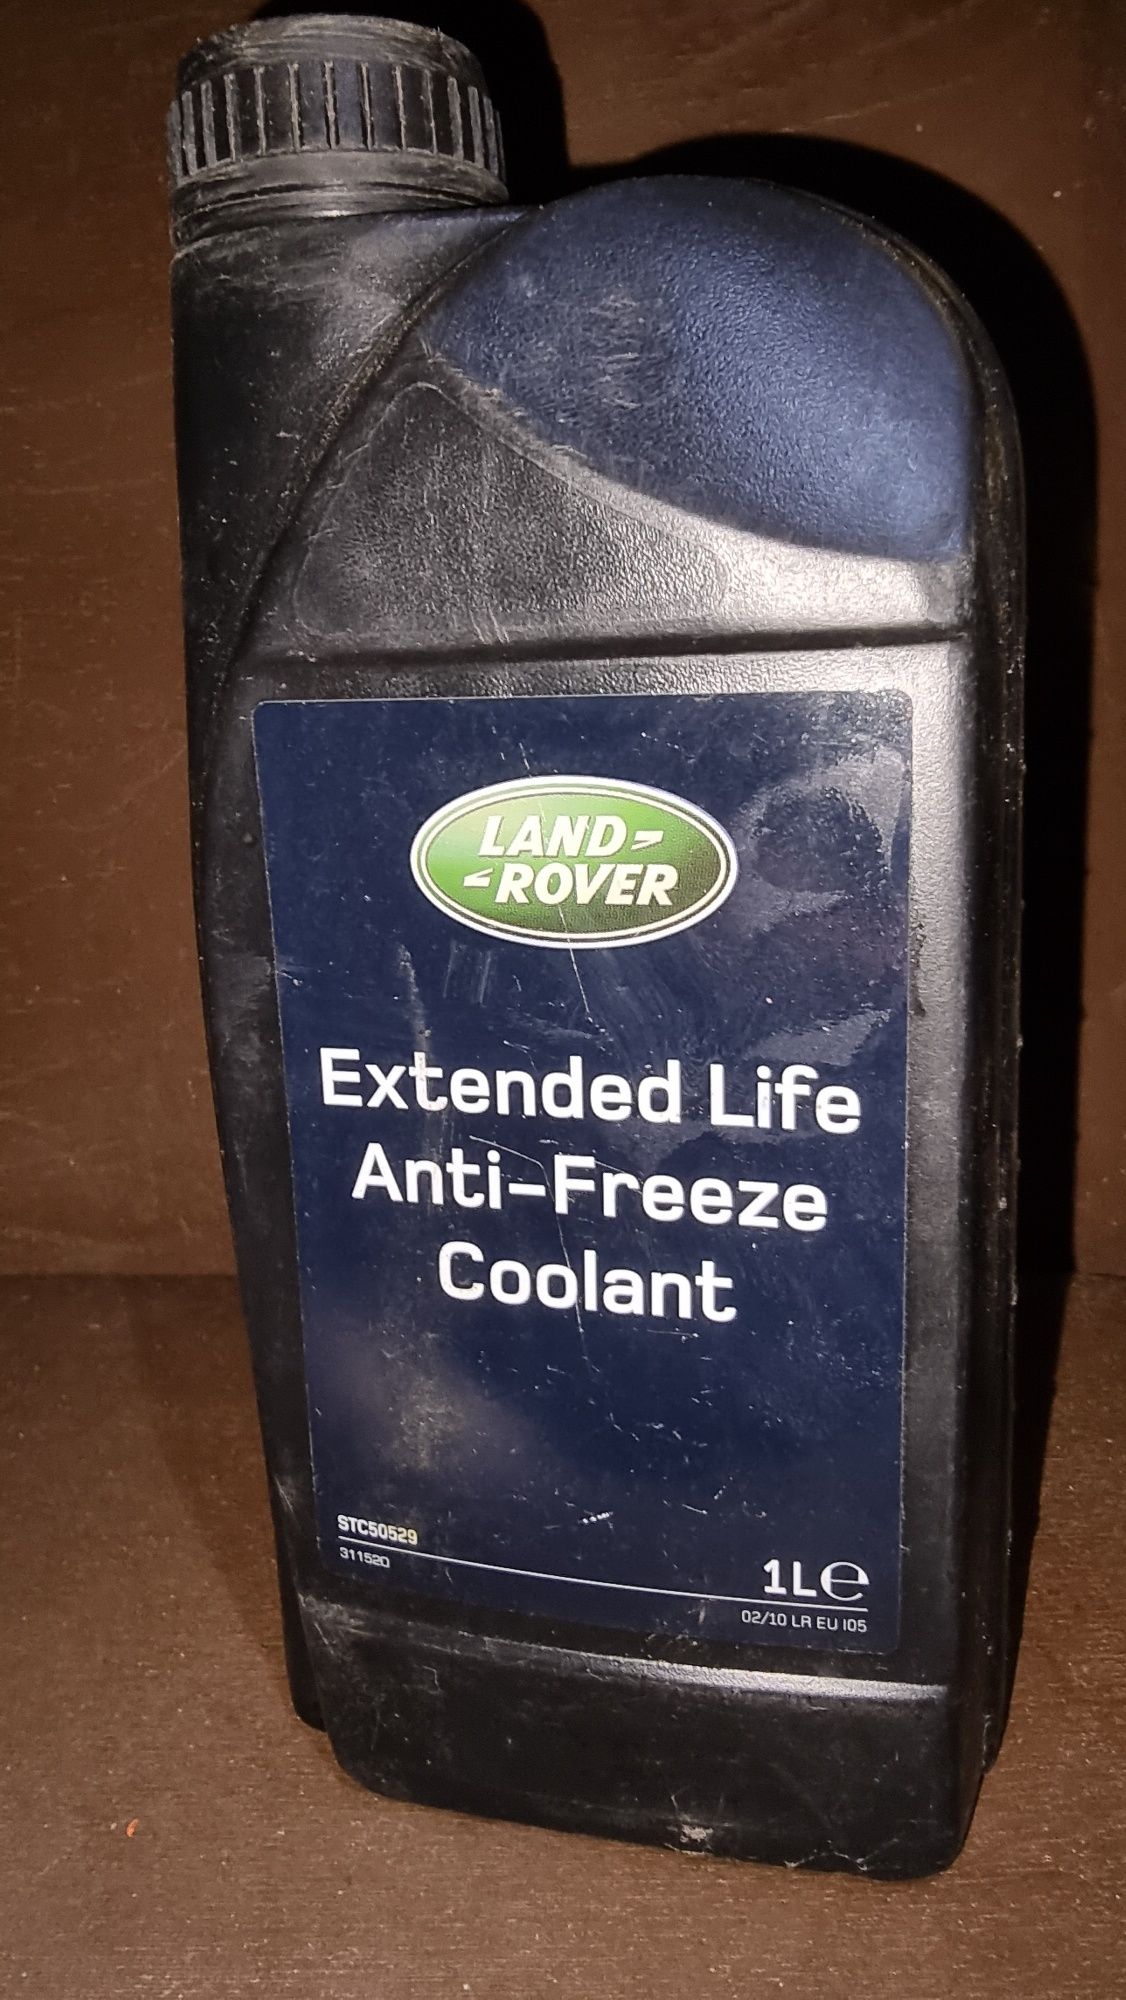 LAND
ROVER
Extended Life
Anti-Freeze
Coolant
STC50529
311520
1L℮
02/10 LR EU I05